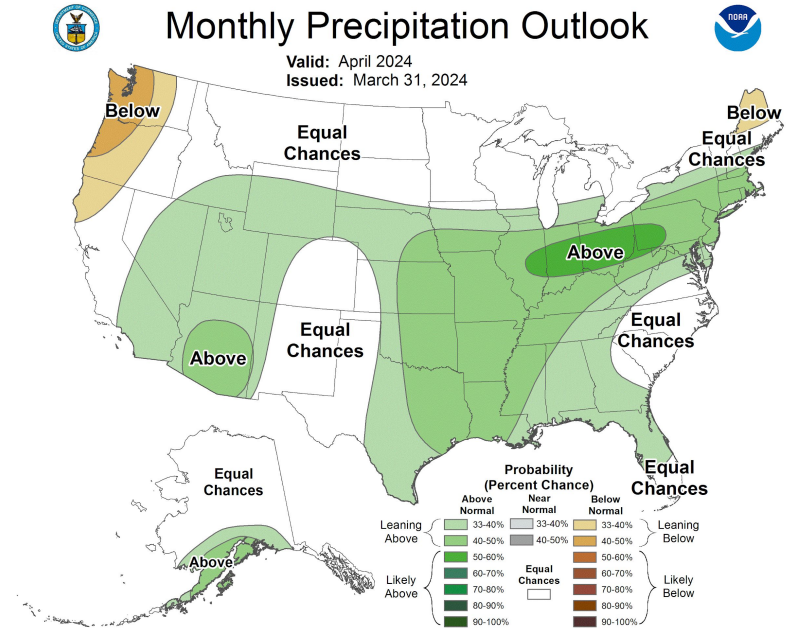 Monthly Precipitation Outlook
Valid: April 2024
Issued: March 31, 2024
NOAA
Below
Equal
Chances
Below
Equal
Chances
Above
Equal
Chances
Above
Equal
Chances
Equal
Chances
Equal
Chances
Above
Probability
(Percent Chance)
Above
Normal
Near
Normal
Below
Normal
Leaning
Above
33-40%
33-40%
33-40%
Leaning
Below
40-50%
40-50%
40-50%
Likely
Above
50-60%
50-60%
Likely
Below
60-70%
Equal
Chances
60-70%
70-80%
70-80%
80-90%
80-90%
90-100%
90-100%